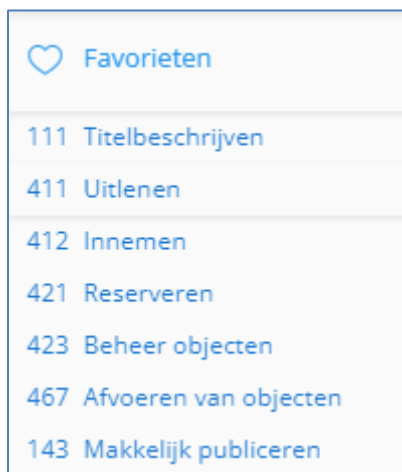 Favorieten
111 Titelbeschrijven
411 Uitlenen
412 Innemen
421 Reserveren
423 Beheer objecten
467 Afvoeren van objecten
143 Makkelijk publiceren